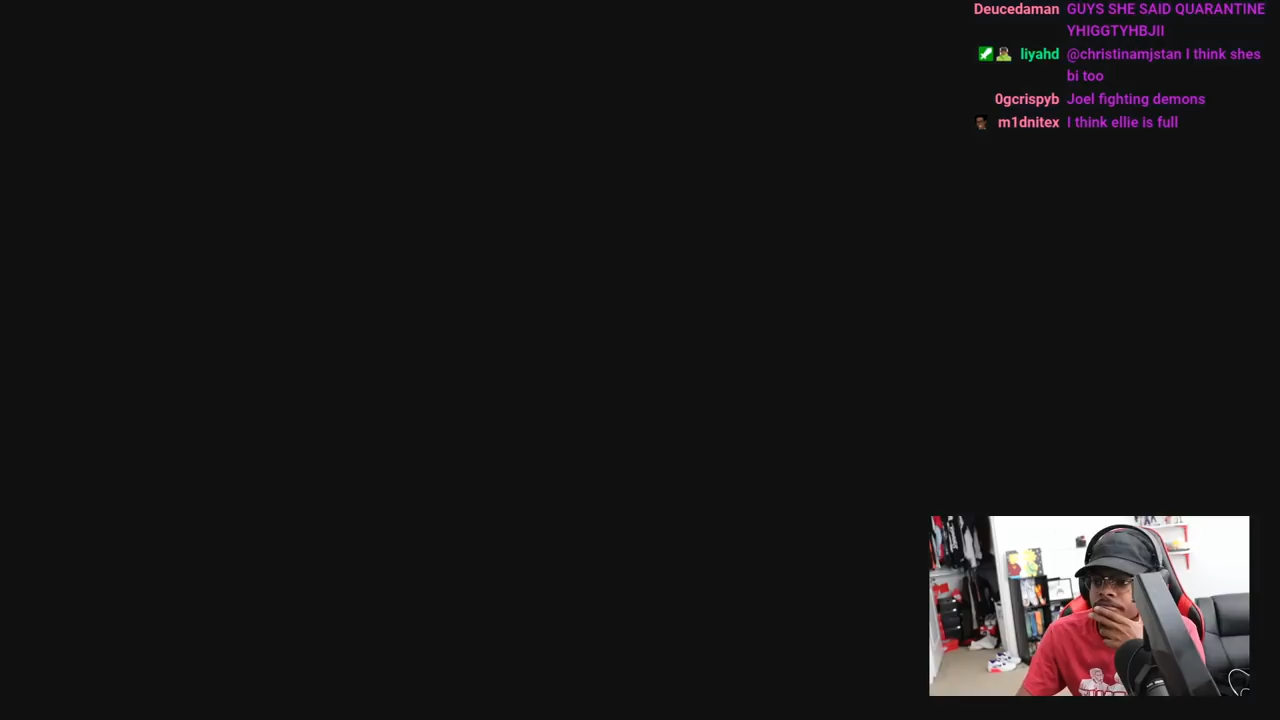 Deucedaman GUYS SHE SAID QUARANTINE
YHIGGTYHBJII
liyahd @christinamjstan I think shes
bi too
0gcrispyb Joel fighting demons
m1dnitex I think ellie is full